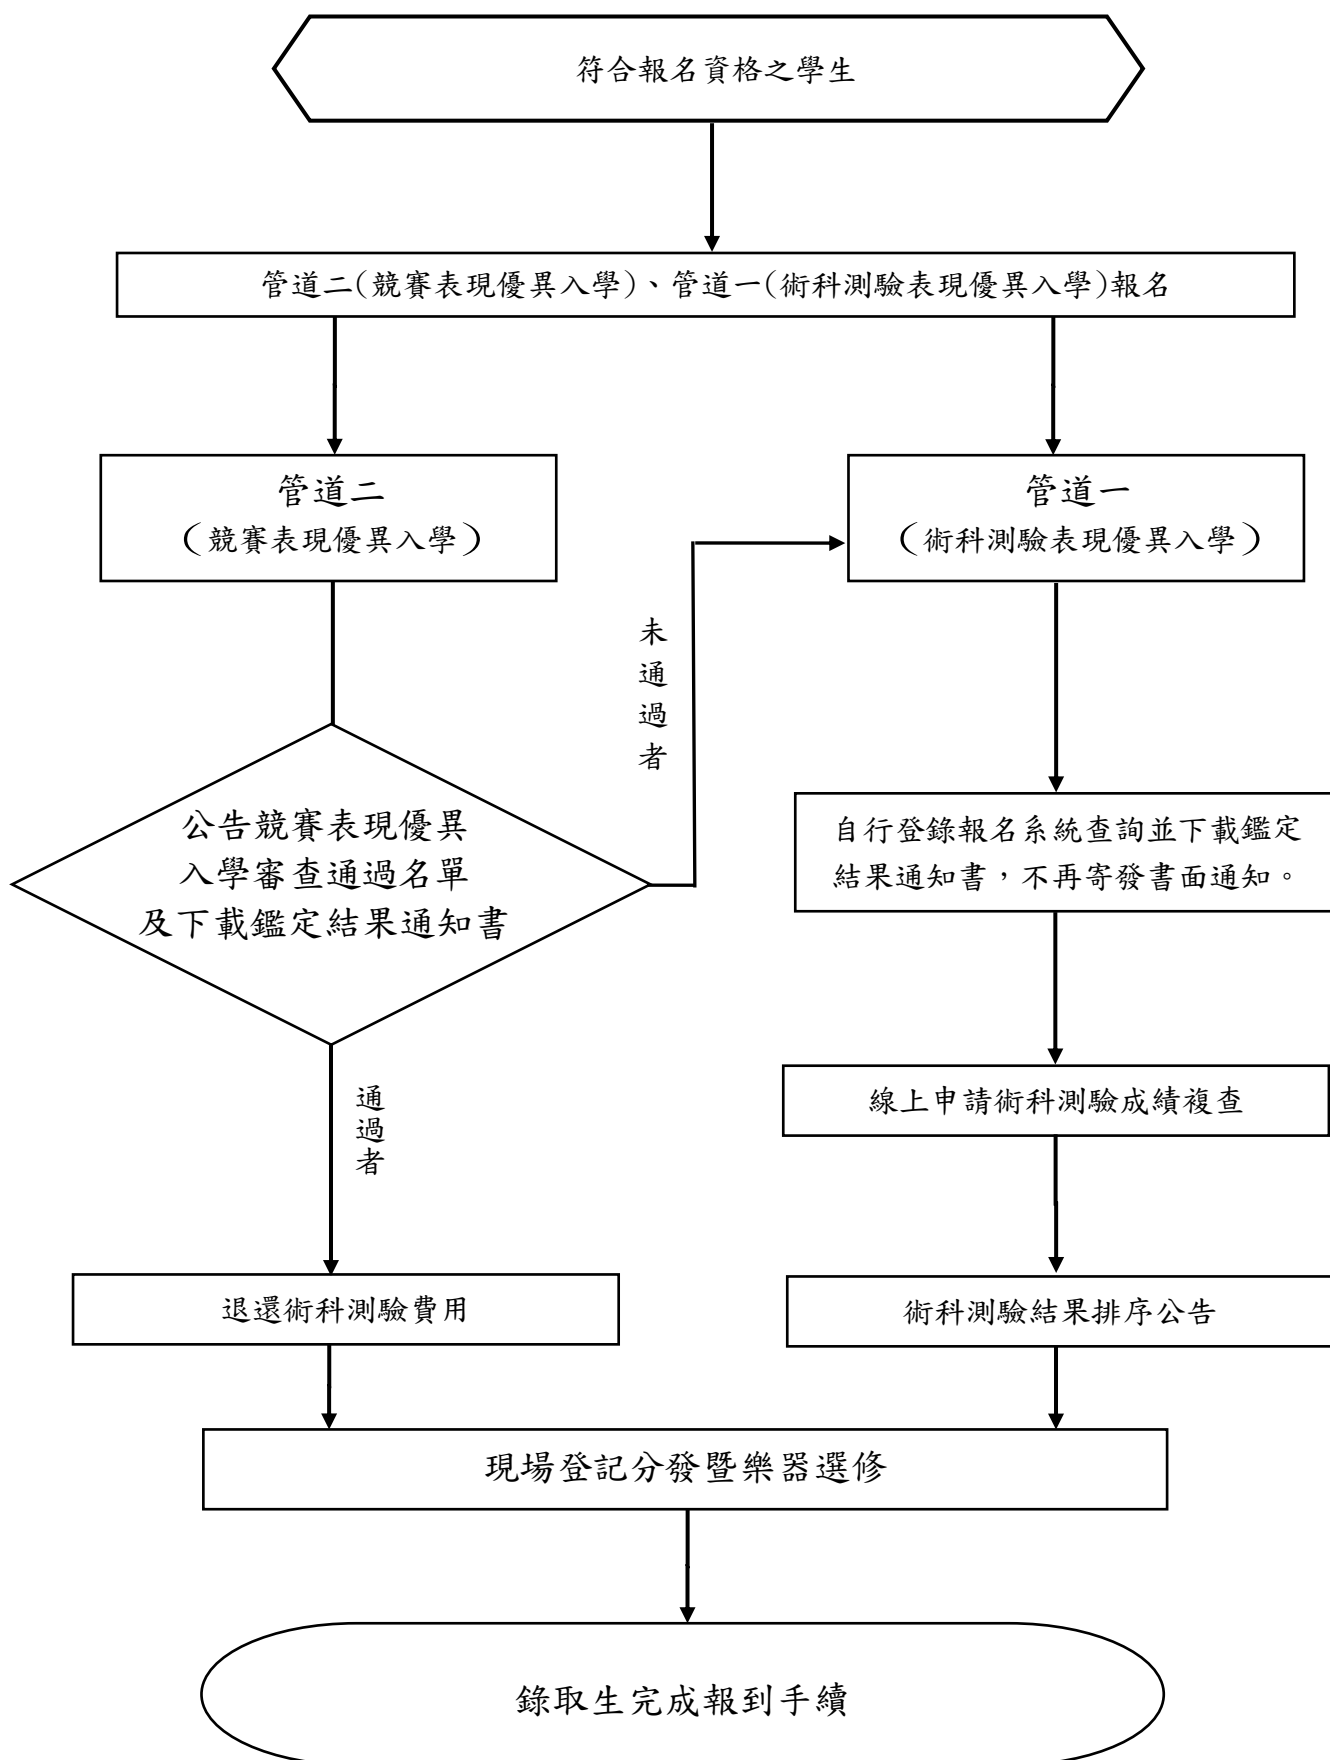 符合報名資格之學生
管道二(競賽表現優異入學)、管道一(術科測驗表現優異入學)報名
管道二
（競賽表現優異入學）
管道一
（術科測驗表現優異入學）
未通過者
公告競賽表現優異
入學審查通過名單
及下載鑑定結果通知書
自行登錄報名系統查詢並下載鑑定
結果通知書，不再寄發書面通知。
通過者
線上申請術科測驗成績複查
退還術科測驗費用
術科測驗結果排序公告
現場登記分發暨樂器選修
錄取生完成報到手續